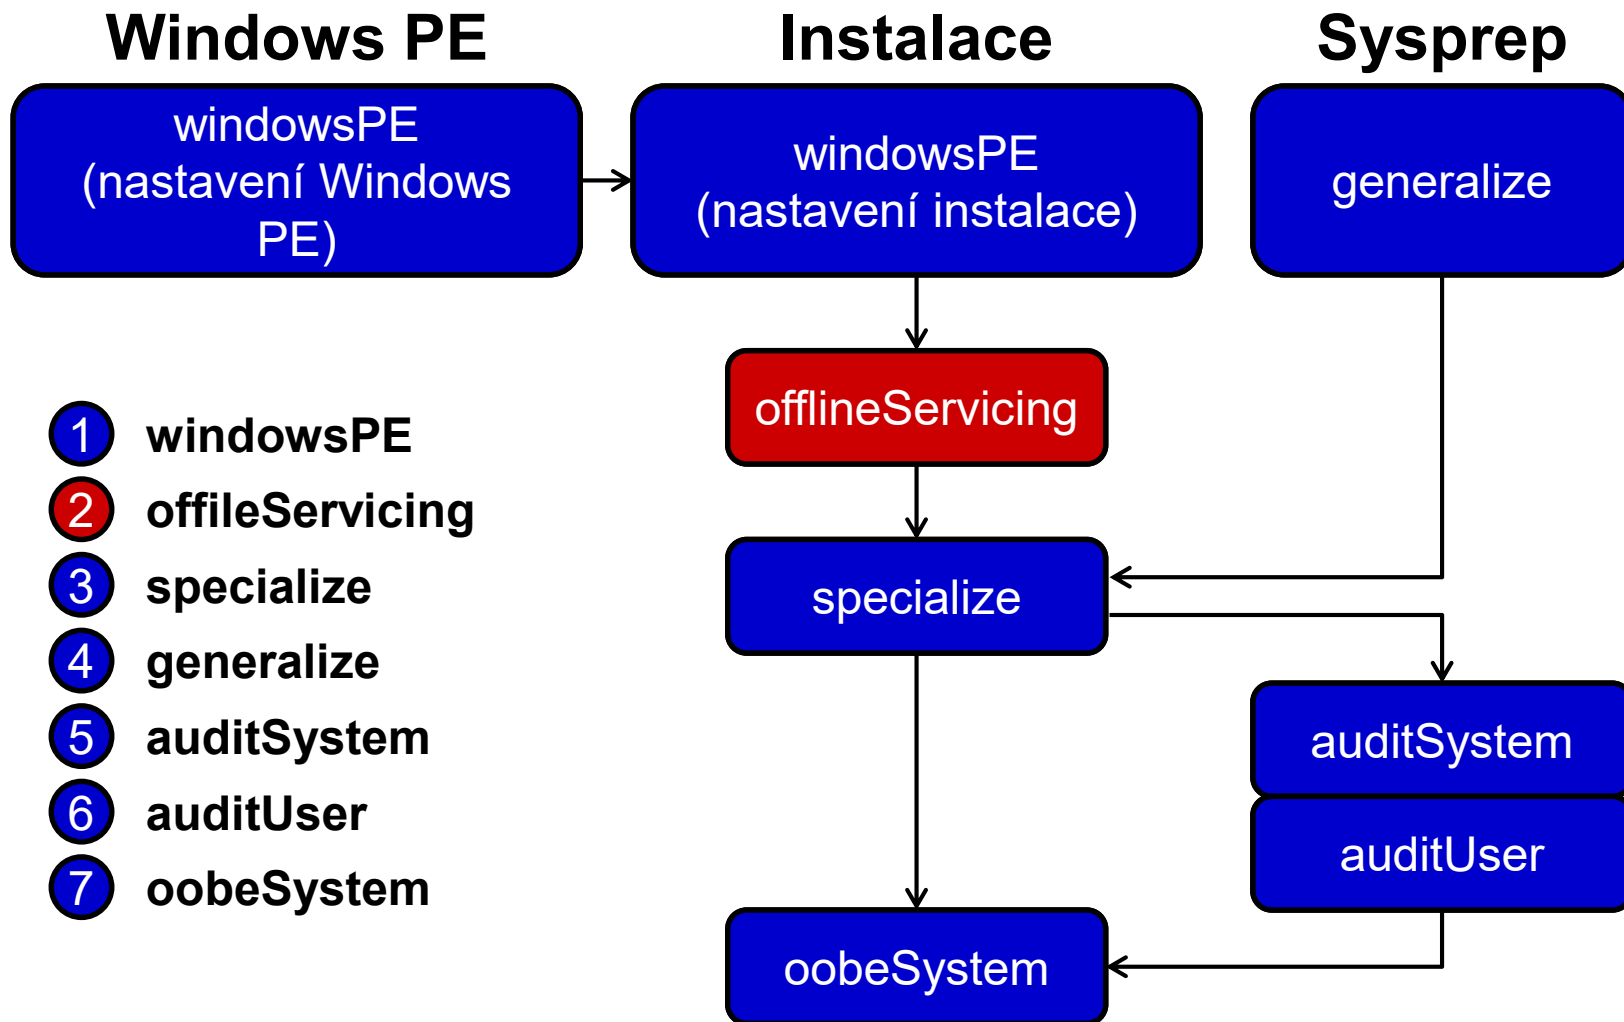 Windows PE
Instalace
Sysprep
windowsPE
(nastavení Windows
PE)
windowsPE
(nastavení instalace)
generalize
offlineServicing
1 windowsPE
2 offileServicing
3 specialize
4 generalize
5 auditSystem
6 auditUser
7 oobeSystem
specialize
auditSystem
auditUser
oobeSystem